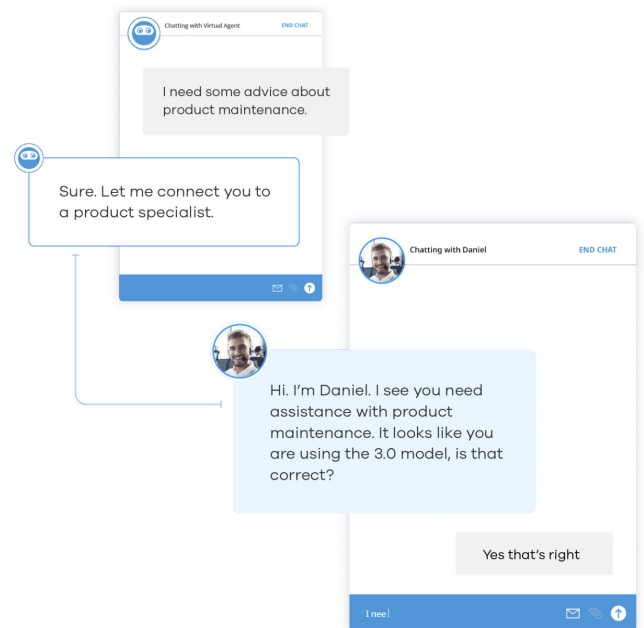 Chatting with Virtual Agent
END CHAT
I need some advice about
product maintenance.
Sure. Let me connect you to
a product specialist.
Chatting with Daniel
END CHAT
Hi. I’m Daniel. I see you need
assistance with product
maintenance. It looks like you
are using the 3.0 model, is that
correct?
Yes that’s right
I nee